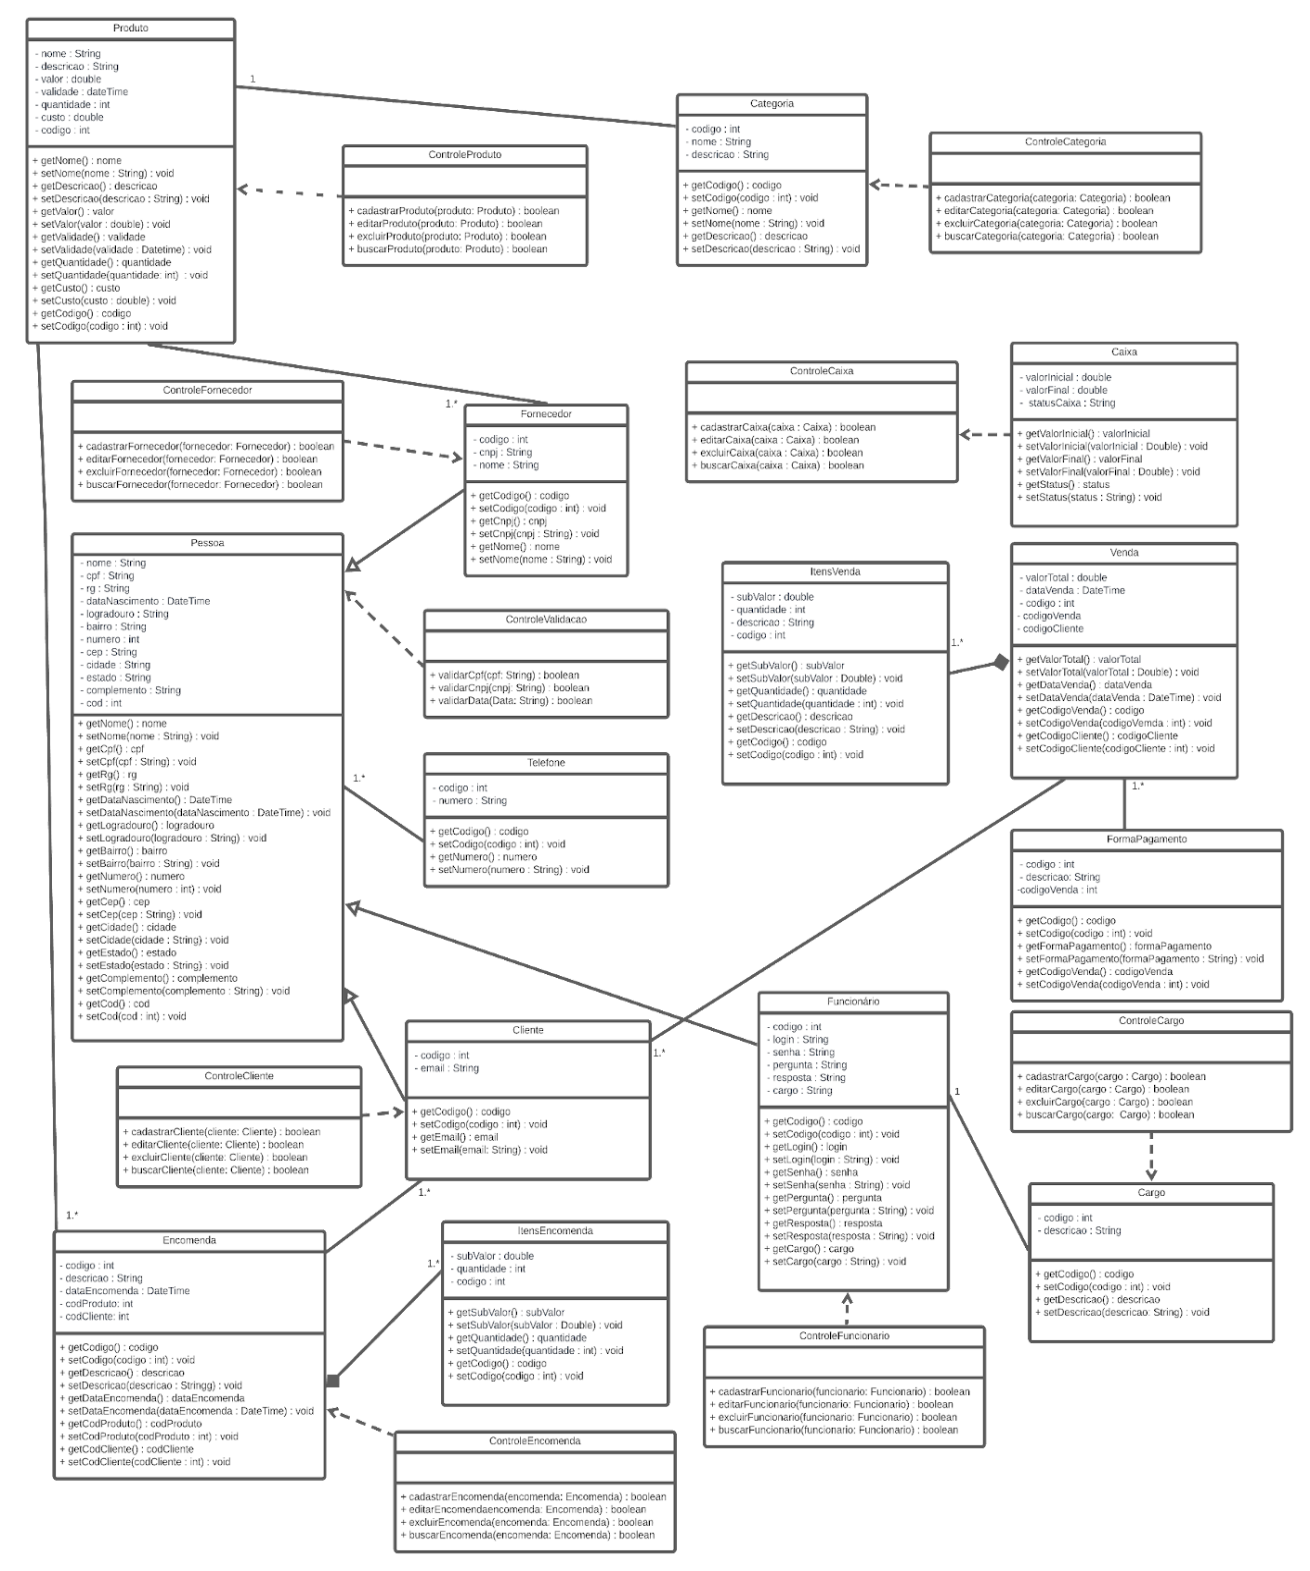 Produto
- nome : String
- descricao : String
- valor : double
- validade : dateTime
- quantidade : int
- custo : double
- codigo : int
+ getNome() : nome
+ setNome(nome : String) : void
+ getDescricao() : descricao
+ setDescricao(descricao : String) : void
+ getValor() : valor
+ setValor(valor : double) : void
+ getValidade() : validade
+ setValidade(validade : Datetime) : void
+ getQuantidade() : quantidade
+ setQuantidade(quantidade: int) : void
+ getCusto() : custo
+ setCusto(custo : double) : void
+ getCodigo() : codigo
+ setCodigo(codigo : int) : void
1
Categoria
- codigo : int
- nome : String
- descricao : String
+ getCodigo() : codigo
+ setCodigo(codigo : int) : void
+ getNome() : nome
+ setNome(nome : String) : void
+ getDescricao() : descricao
+ setDescricao(descricao : String) : void
ControleCategoria
+ cadastrarCategoria(categoria: Categoria) : boolean
+ editarCategoria(categoria: Categoria) : boolean
+ excluirCategoria(categoria: Categoria) : boolean
+ buscarCategoria(categoria: Categoria) : boolean
ControleProduto
+ cadastrarProduto(produto: Produto) : boolean
+ editarProduto(produto: Produto) : boolean
+ excluirProduto(produto: Produto) : boolean
+ buscarProduto(produto: Produto) : boolean
ControleFornecedor
+ cadastrarFornecedor(fornecedor: Fornecedor) : boolean
+ editarFornecedor(fornecedor: Fornecedor) : boolean
+ excluirFornecedor(fornecedor: Fornecedor) : boolean
+ buscarFornecedor(fornecedor: Fornecedor) : boolean
1.*
Fornecedor
- codigo : int
- cnpj : String
- nome : String
+ getCodigo() : codigo
+ setCodigo(codigo : int) : void
+ getCnpj() : cnpj
+ setCnpj(cnpj : String) : void
+ getNome() : nome
+ setNome(nome : String) : void
ControleCaixa
+ cadastrarCaixa(caixa : Caixa) : boolean
+ editarCaixa(caixa : Caixa) : boolean
+ excluirCaixa(caixa : Caixa) : boolean
+ buscarCaixa(caixa : Caixa) : boolean
Caixa
- valorInicial : double
- valorFinal : double
- statusCaixa : String
+ getValorInicial() : valorInicial
+ setValorInicial(valorInicial : Double) : void
+ getValorFinal() : valorFinal
+ setValorFinal(valorFinal : Double) : void
+ getStatus() : status
+ setStatus(status : String) : void
Pessoa
- nome : String
- cpf : String
- rg : String
- dataNascimento : DateTime
- logradouro : String
- bairro : String
- numero : int
- cep : String
- cidade : String
- estado : String
- complemento : String
- cod : int
+ getNome() : nome
+ setNome(nome : String) : void
+ getCpf() : cpf
+ setCpf(cpf : String) : void
+ getRg() : rg
+ setRg(rg : String) : void
+ getDataNascimento() : DateTime
+ setDataNascimento(dataNascimento : DateTime) : void
+ getLogradouro() : logradouro
+ setLogradouro(logradouro : String) : void
+ getBairro() : bairro
+ setBairro(bairro : String) : void
+ getNumero() : numero
+ setNumero(numero : int) : void
+ getCep() : cep
+ setCep(cep : String) : void
+ getCidade() : cidade
+ setCidade(cidade : String) : void
+ getEstado() : estado
+ setEstado(estado : String) : void
+ getComplemento() : complemento
+ setComplemento(complemento : String) : void
+ getCod() : cod
+ setCod(cod : int) : void
ControleValidacao
+ validarCpf(cpf: String) : boolean
+ validarCnpj(cnpj: String) : boolean
+ validarData(Data: String) : boolean
1.*
Telefone
- codigo : int
- numero : String
+ getCodigo() : codigo
+ setCodigo(codigo : int) : void
+ getNumero() : numero
+ setNumero(numero : String) : void
ItensVenda
- subValor : double
- quantidade : int
- descricao : String
- codigo : int
+ getSubValor() : subValor
+ setSubValor(subValor : Double) : void
+ getQuantidade() : quantidade
+ setQuantidade(quantidade : int) : void
+ getDescricao() : descricao
+ setDescricao(descricao : String) : void
+ getCodigo() : codigo
+ setCodigo(codigo : int) : void
1.*
Venda
- valorTotal : double
- dataVenda : DateTime
- codigo : int
- codigoVenda
- codigoCliente
+ getValorTotal() : valorTotal
+ setValorTotal(valorTotal : Double) : void
+ getDataVenda() : dataVenda
+ setDataVenda(dataVenda : DateTime) : void
+ getCodigoVenda() : codigo
+ setCodigoVenda(codigoVemda : int) : void
+ getCodigoCliente() : codigoCliente
+ setCodigoCliente(codigoCliente : int) : void
1.*
FormaPagamento
- codigo : int
- descricao: String
-codigoVenda : int
+ getCodigo() : codigo
+ setCodigo(codigo : int) : void
+ getFormaPagamento() : formaPagamento
+ setFormaPagamento(formaPagamento : String) : void
+ getCodigoVenda() : codigoVenda
+ setCodigoVenda(codigoVenda : int) : void
ControleCargo
+ cadastrarCargo(cargo : Cargo) : boolean
+ editarCargo(cargo : Cargo) : boolean
+ excluirCargo(cargo : Cargo) : boolean
+ buscarCargo(cargo: Cargo) : boolean
Funcionário
- codigo : int
- login : String
- senha : String
- pergunta : String
- resposta : String
- cargo : String
+ getCodigo() : codigo
+ setCodigo(codigo : int) : void
+ getLogin() : login
+ setLogin(login : String) : void
+ getSenha() : senha
+ setSenha(senha : String) : void
+ getPergunta() : pergunta
+ setPergunta(pergunta : String) : void
+ getResposta() : resposta
+ setResposta(resposta : String) : void
+ getCargo() : cargo
+ setCargo(cargo : String) : void
1
Cargo
- codigo : int
- descricao : String
+ getCodigo() : codigo
+ setCodigo(codigo : int) : void
+ getDescricao() : descricao
+ setDescricao(descricao: String) : void
Cliente
- codigo : int
- email : String
+ getCodigo() : codigo
+ setCodigo(codigo : int) : void
+ getEmail() : email
+ setEmail(email: String) : void
1.*
1.*
ControleCliente
+ cadastrarCliente(cliente: Cliente) : boolean
+ editarCliente(cliente: Cliente) : boolean
+ excluirCliente(cliente: Cliente) : boolean
+ buscarCliente(cliente: Cliente) : boolean
1.*
Encomenda
- codigo : int
- descricao : String
- dataEncomenda : DateTime
- codProduto: int
- codCliente: int
+ getCodigo() : codigo
+ setCodigo(codigo : int) : void
+ getDescricao() : descricao
+ setDescricao(descricao : Stringg) : void
+ getDataEncomenda() : dataEncomenda
+ setDataEncomenda(dataEncomenda : DateTime) : void
+ getCodProduto() : codProduto
+ setCodProduto(codProduto : int) : void
+ getCodCliente() : codCliente
+ setCodCliente(codCliente : int) : void
1.*
ItensEncomenda
- subValor : double
- quantidade : int
- codigo : int
+ getSubValor() : subValor
+ setSubValor(subValor : Double) : void
+ getQuantidade() : quantidade
+ setQuantidade(quantidade : int) : void
+ getCodigo() : codigo
+ setCodigo(codigo : int) : void
ControleFuncionario
+ cadastrarFuncionario(funcionario: Funcionario) : boolean
+ editarFuncionario(funcionario: Funcionario) : boolean
+ excluirFuncionario(funcionario: Funcionario) : boolean
+ buscarFuncionario(funcionario: Funcionario) : boolean
ControleEncomenda
+ cadastrarEncomenda(encomenda: Encomenda) : boolean
+ editarEncomendaencomenda: Encomenda) : boolean
+ excluirEncomenda(encomenda: Encomenda) : boolean
+ buscarEncomenda(encomenda: Encomenda) : boolean